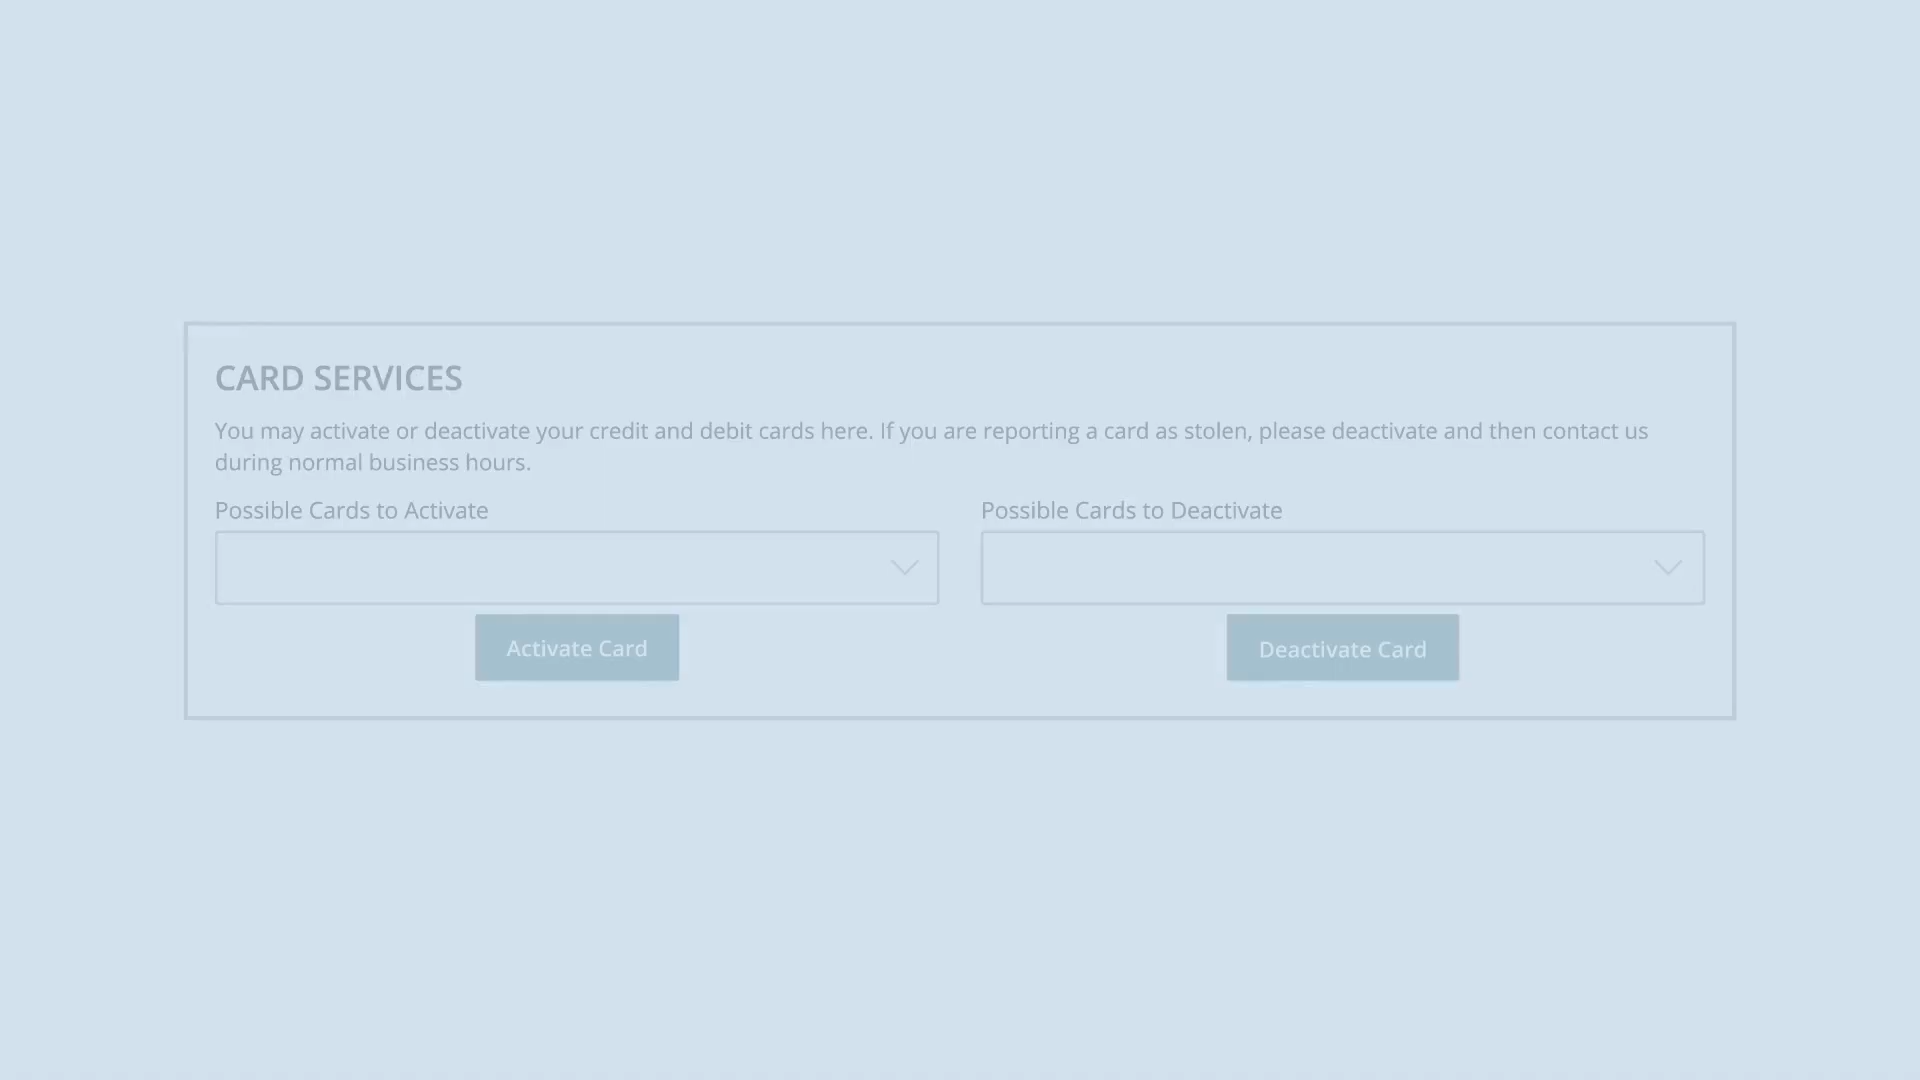 CARD SERVICES
You may activate or deactivate your credit and debit cards here. If you are reporting a card as stolen, please deactivate and then contact us
during normal business hours.
Possible Cards to Activate
Possible Cards to Deactivate
Activate Card
Deactivate Card